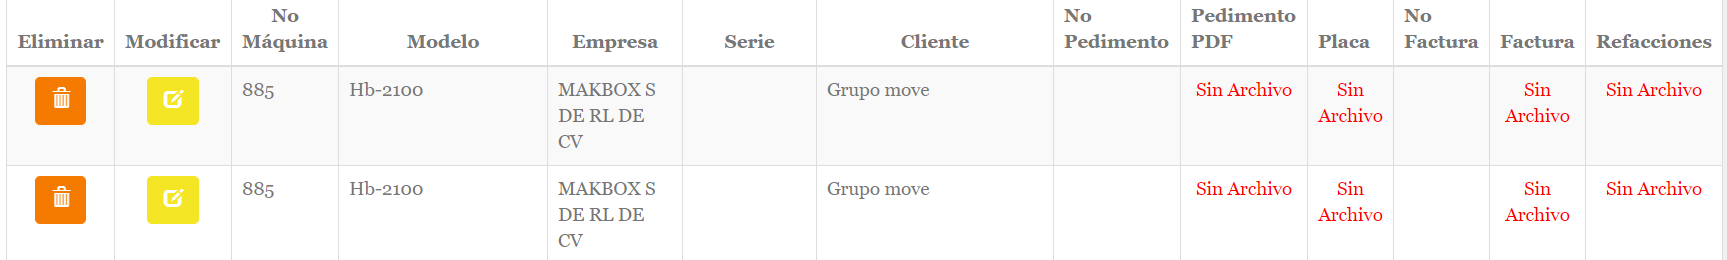 Eliminar Modificar No Máquina Modelo Empresa Serie Cliente No Pedimento Pedimento PDF Placa No Factura Factura Refacciones
885 Hb-2100 MAKBOX S DE RL DE CV Grupo move Sin Archivo Sin Archivo Sin Archivo Sin Archivo
885 Hb-2100 MAKBOX S DE RL DE CV Grupo move Sin Archivo Sin Archivo Sin Archivo Sin Archivo